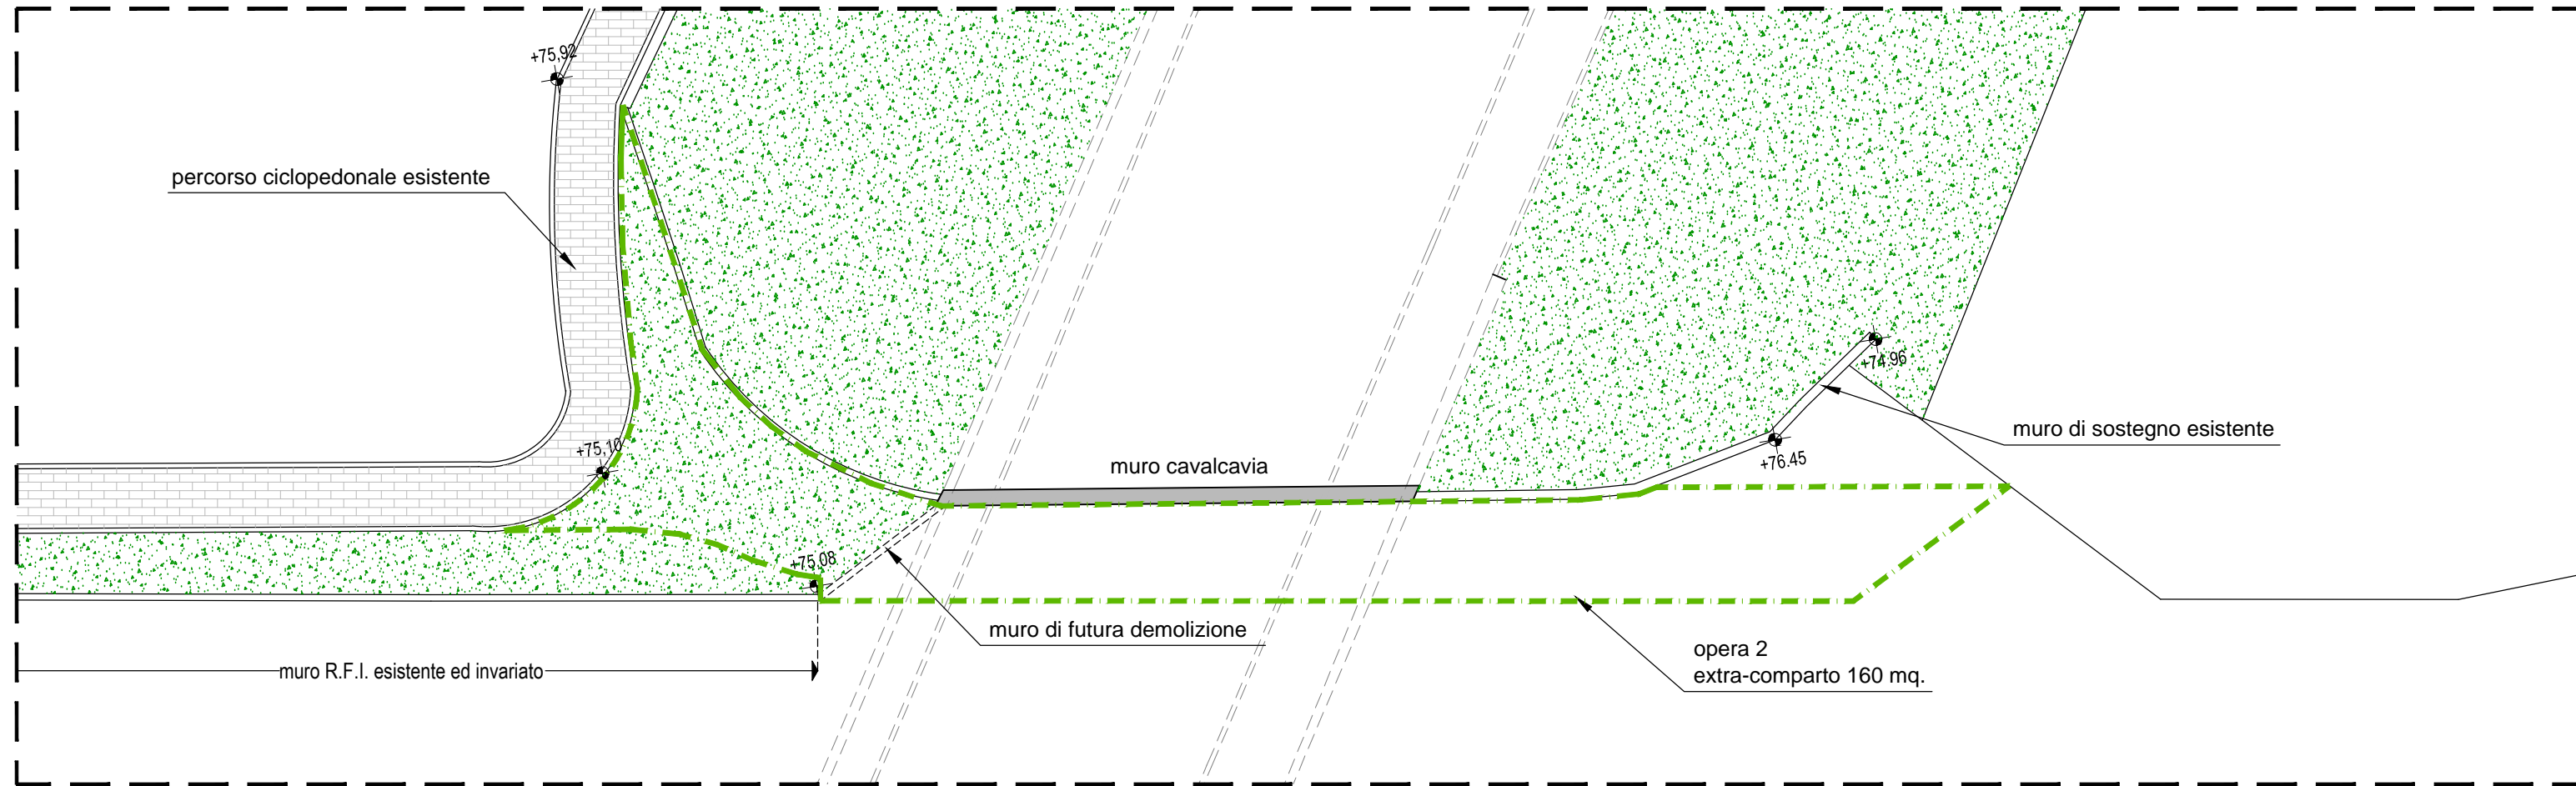 +75,92
percorso ciclopedonale esistente
+74.96
muro di sostegno esistente
+75,10
muro cavalcavia
+76.45
+75,08
muro di futura demolizione
muro R.F.I. esistente ed invariato
opera 2
extra-comparto 160 mq.